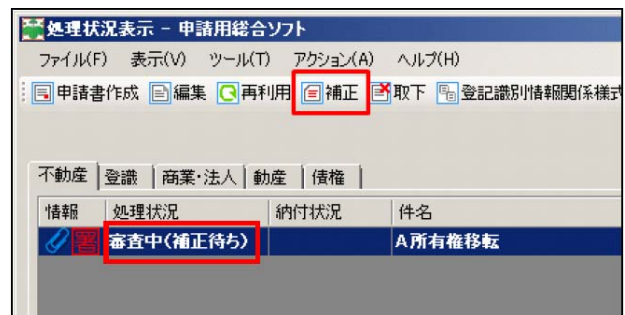 処理状況表示 - 申請用総合ソフト
ファイル(F) 表示(V) ツール(T) アクション(A) ヘルプ(H)
申請書作成 編集 再利用 補正 取下 登記識別情報関係様式
不動産 登識 商業・法人 動産 債権
情報 処理状況 納付状況 件名
署 審査中(補正待ち) A所有権移転